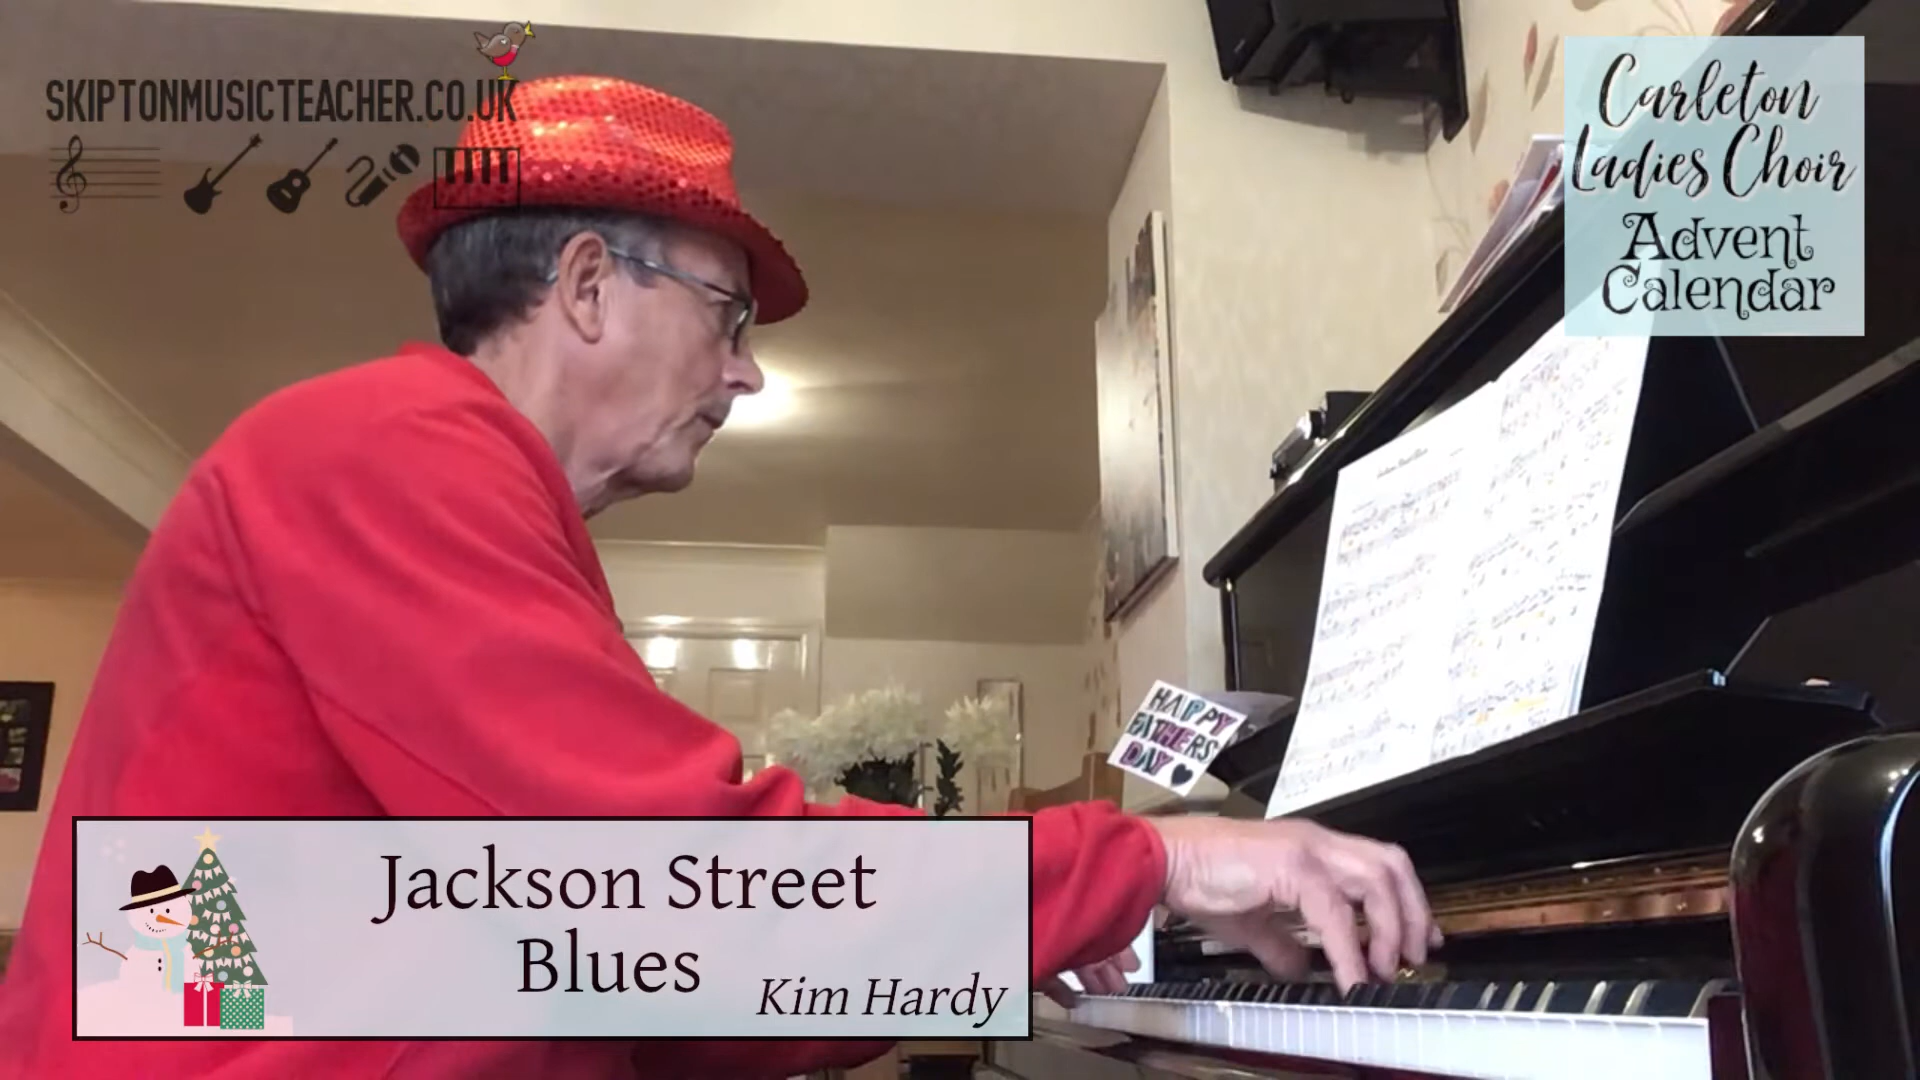 SKIPTONMUSICTEACHER.CO.UK
Carleton
Ladies Choir
Advent
Calendar
HAPPY
FATHERS
DAY
Jackson Street
Blues
Kim Hardy